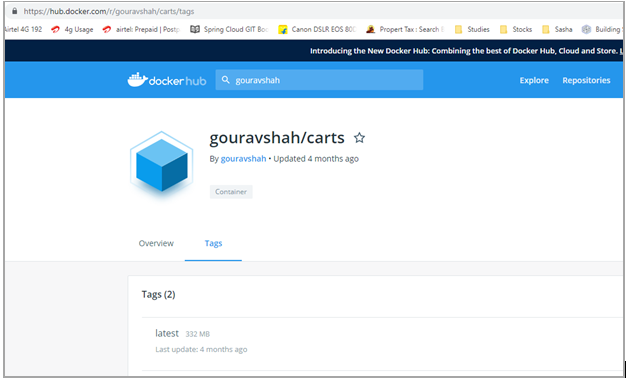 https://hub.docker.com/r/gouravshah/carts/tags
Airtel 4G 192 4g Usage airtel: Prepaid | Postp Spring Cloud GIT Bo Canon DSLR EOS 800 Propert Tax : Search Studies Stocks Sasha Building
Introducing the New Docker Hub: Combining the best of Docker Hub, Cloud and Store. L
dockerhub gouravshah Explore Repositories
gouravshah/carts
By gouravshah • Updated 4 months ago
Container
Overview Tags
Tags (2)
latest 332 MB
Last update: 4 months ago